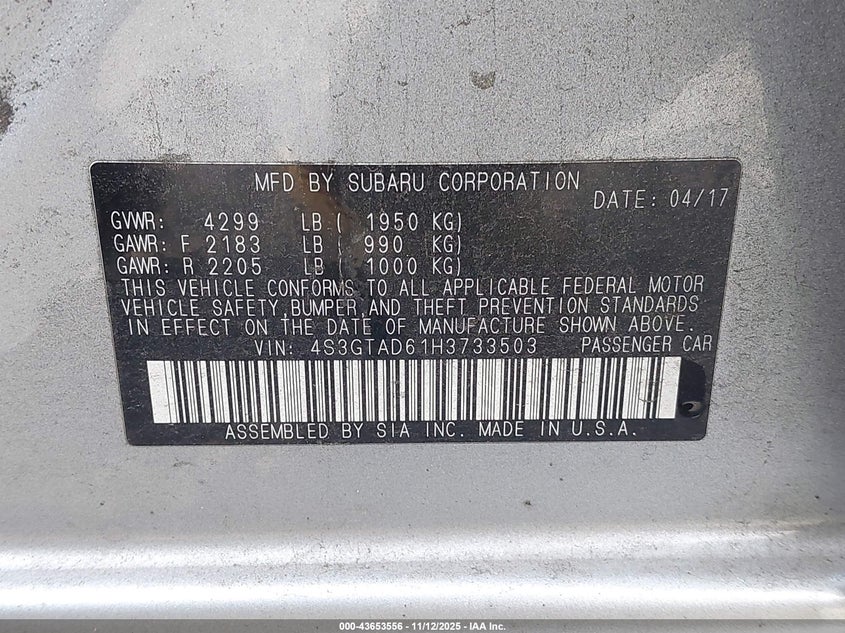 MFD BY SUBARU CORPORATION
DATE: 04/17
GVWR: 4299 LB ( 1950 KG)
GAWR: F 2183 LB ( 990 KG)
GAWR: R 2205 LB ( 1000 KG)
THIS VEHICLE CONFORMS TO ALL APPLICABLE FEDERAL MOTOR
VEHICLE SAFETY, BUMPER, AND THEFT PREVENTION STANDARDS
IN EFFECT ON THE DATE OF MANUFACTURE SHOWN ABOVE.
VIN: 4S3GTAD61H3733503 PASSENGER CAR
ASSEMBLED BY SIA INC. MADE IN U.S.A.
000-43653556 - 11/12/2025 - IAA Inc.